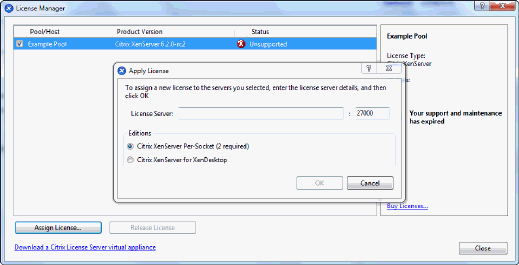 License Manager
Pool/Host Product Version Status
Example Pool Citrix XenServer 6.2.0-rc2 Unsupported
Example Pool
License Type:
XenServer
Your support and maintenance
has expired
Buy Licenses...
Apply License
To assign a new license to the servers you selected, enter the license server details, and then
click OK.
License Server: : 27000
Editions
Citrix XenServer Per-Socket (2 required)
Citrix XenServer for XenDesktop
OK Cancel
Assign License... Release License
Download a Citrix License Server virtual appliance
Close